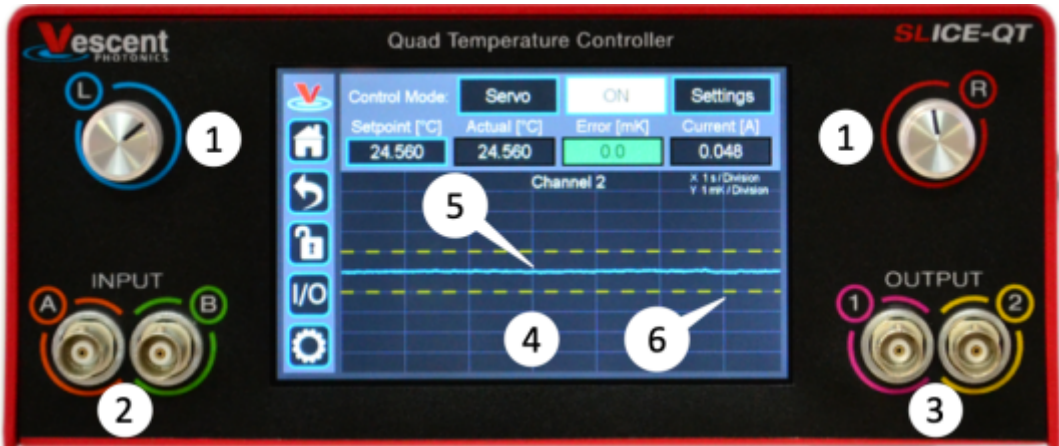 Vescent
PHOTONICS
Quad Temperature Controller
SLICE-QT
L
1
R
1
Control Mode: Servo ON Settings
Setpoint [°C] Actual [°C] Error [mK] Current [A]
24.560 24.560 0.0 0.048
Channel 2
X 1 s / Division
Y 1 mK / Division
5
I/O
4
6
INPUT
A
B
2
OUTPUT
1
2
3